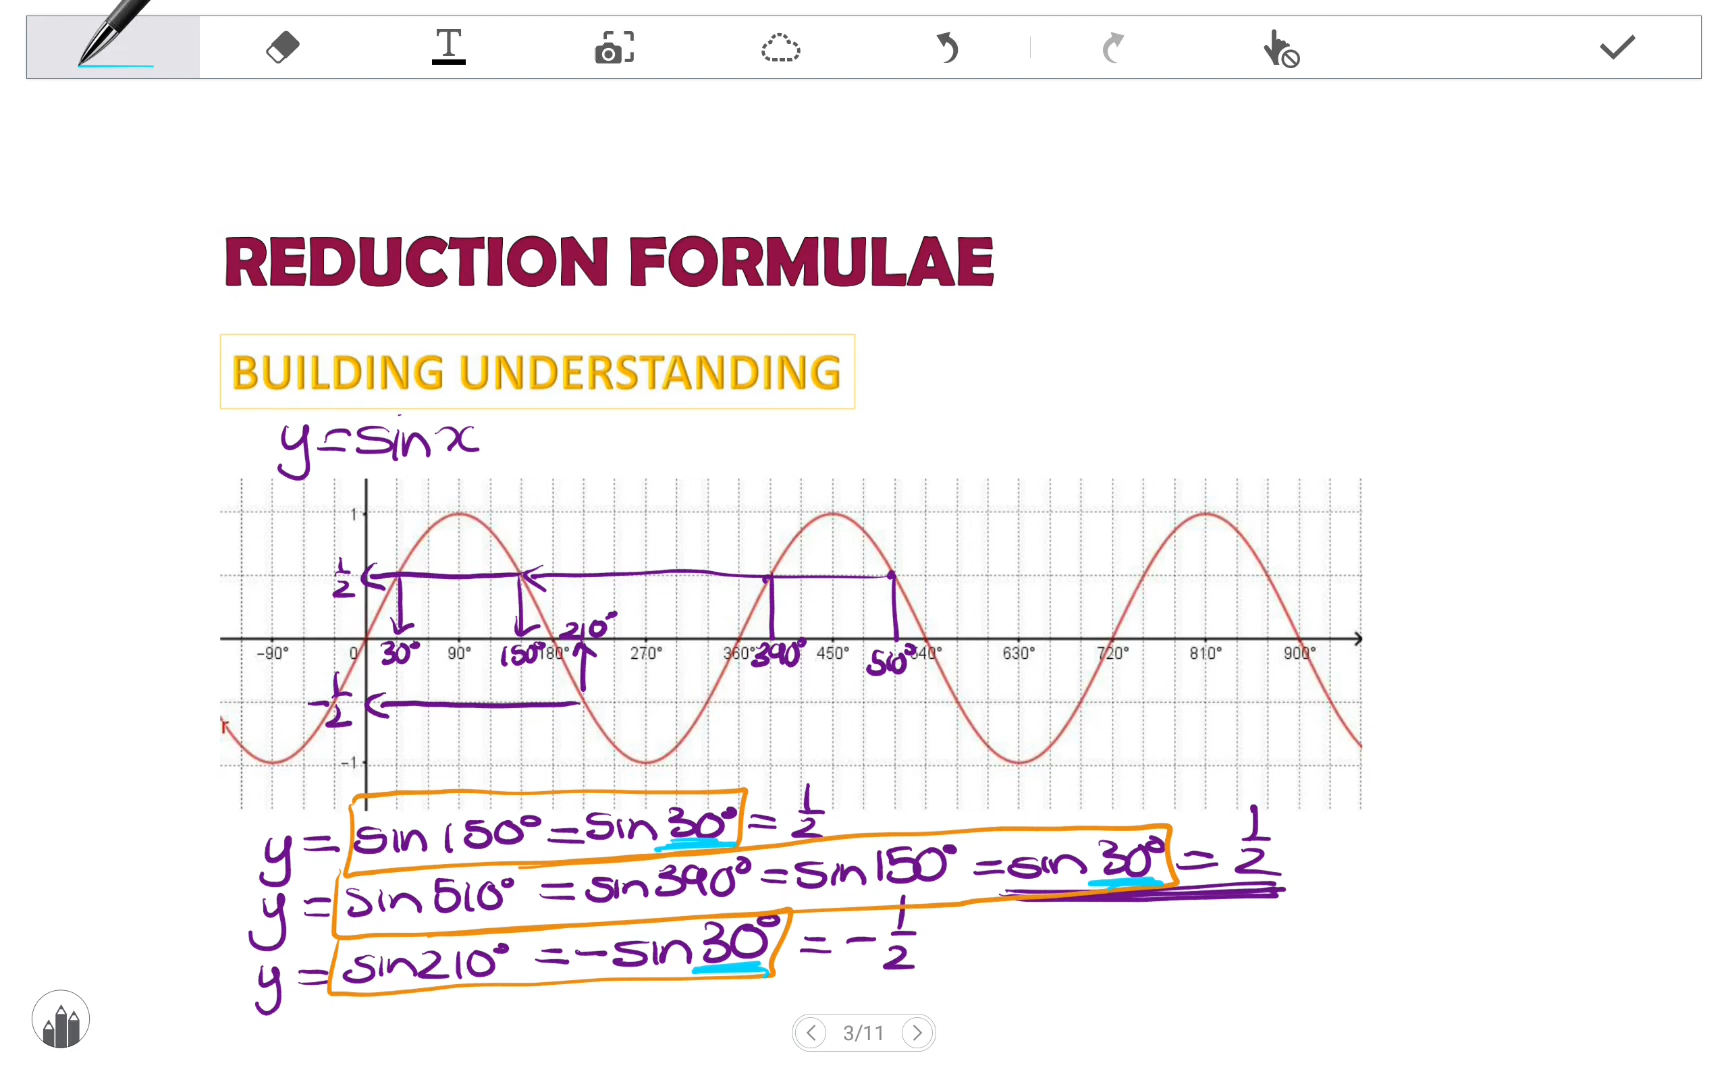 T
REDUCTION FORMULAE
BUILDING UNDERSTANDING
y=sin x
1
1/2
210°
-90° 0 30° 90° 150° 180° 270° 360° 390° 450° 510° 540° 630° 720° 810° 900°
-1/2
-1
y = sin 150° = sin 30° = 1/2
y = sin 510° = sin 390° = sin 150° = sin 30° = 1/2
y = sin 210° = - sin 30° = - 1/2
3/11